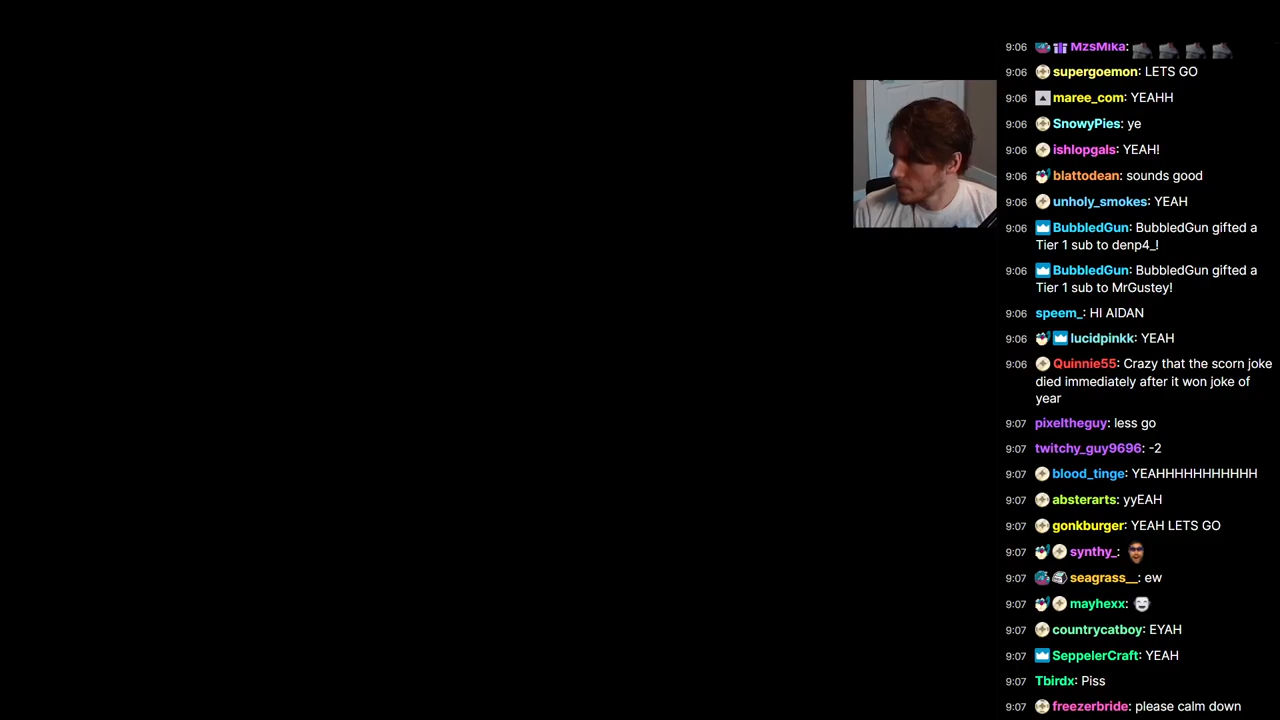 9:06 MzsMika:
9:06 supergoemon: LETS GO
9:06 maree_com: YEAHH
9:06 SnowyPies: ye
9:06 ishlopgals: YEAH!
9:06 blattodean: sounds good
9:06 unholy_smokes: YEAH
9:06 BubbledGun: BubbledGun gifted a
Tier 1 sub to denp4_!
9:06 BubbledGun: BubbledGun gifted a
Tier 1 sub to MrGustey!
speem_: HI AIDAN
9:06 lucidpinkk: YEAH
9:06 Quinnie55: Crazy that the scorn joke
died immediately after it won joke of
year
9:07 pixeltheguy: less go
9:07 twitchy_guy9696: -2
9:07 blood_tinge: YEAHHHHHHHHHHH
9:07 absterarts: yyEAH
9:07 gonkburger: YEAH LETS GO
9:07 synthy_:
9:07 seagrass__: ew
9:07 mayhexx:
9:07 countrycatboy: EYAH
9:07 SeppelerCraft: YEAH
9:07 Tbirdx: Piss
9:07 freezerbride: please calm down